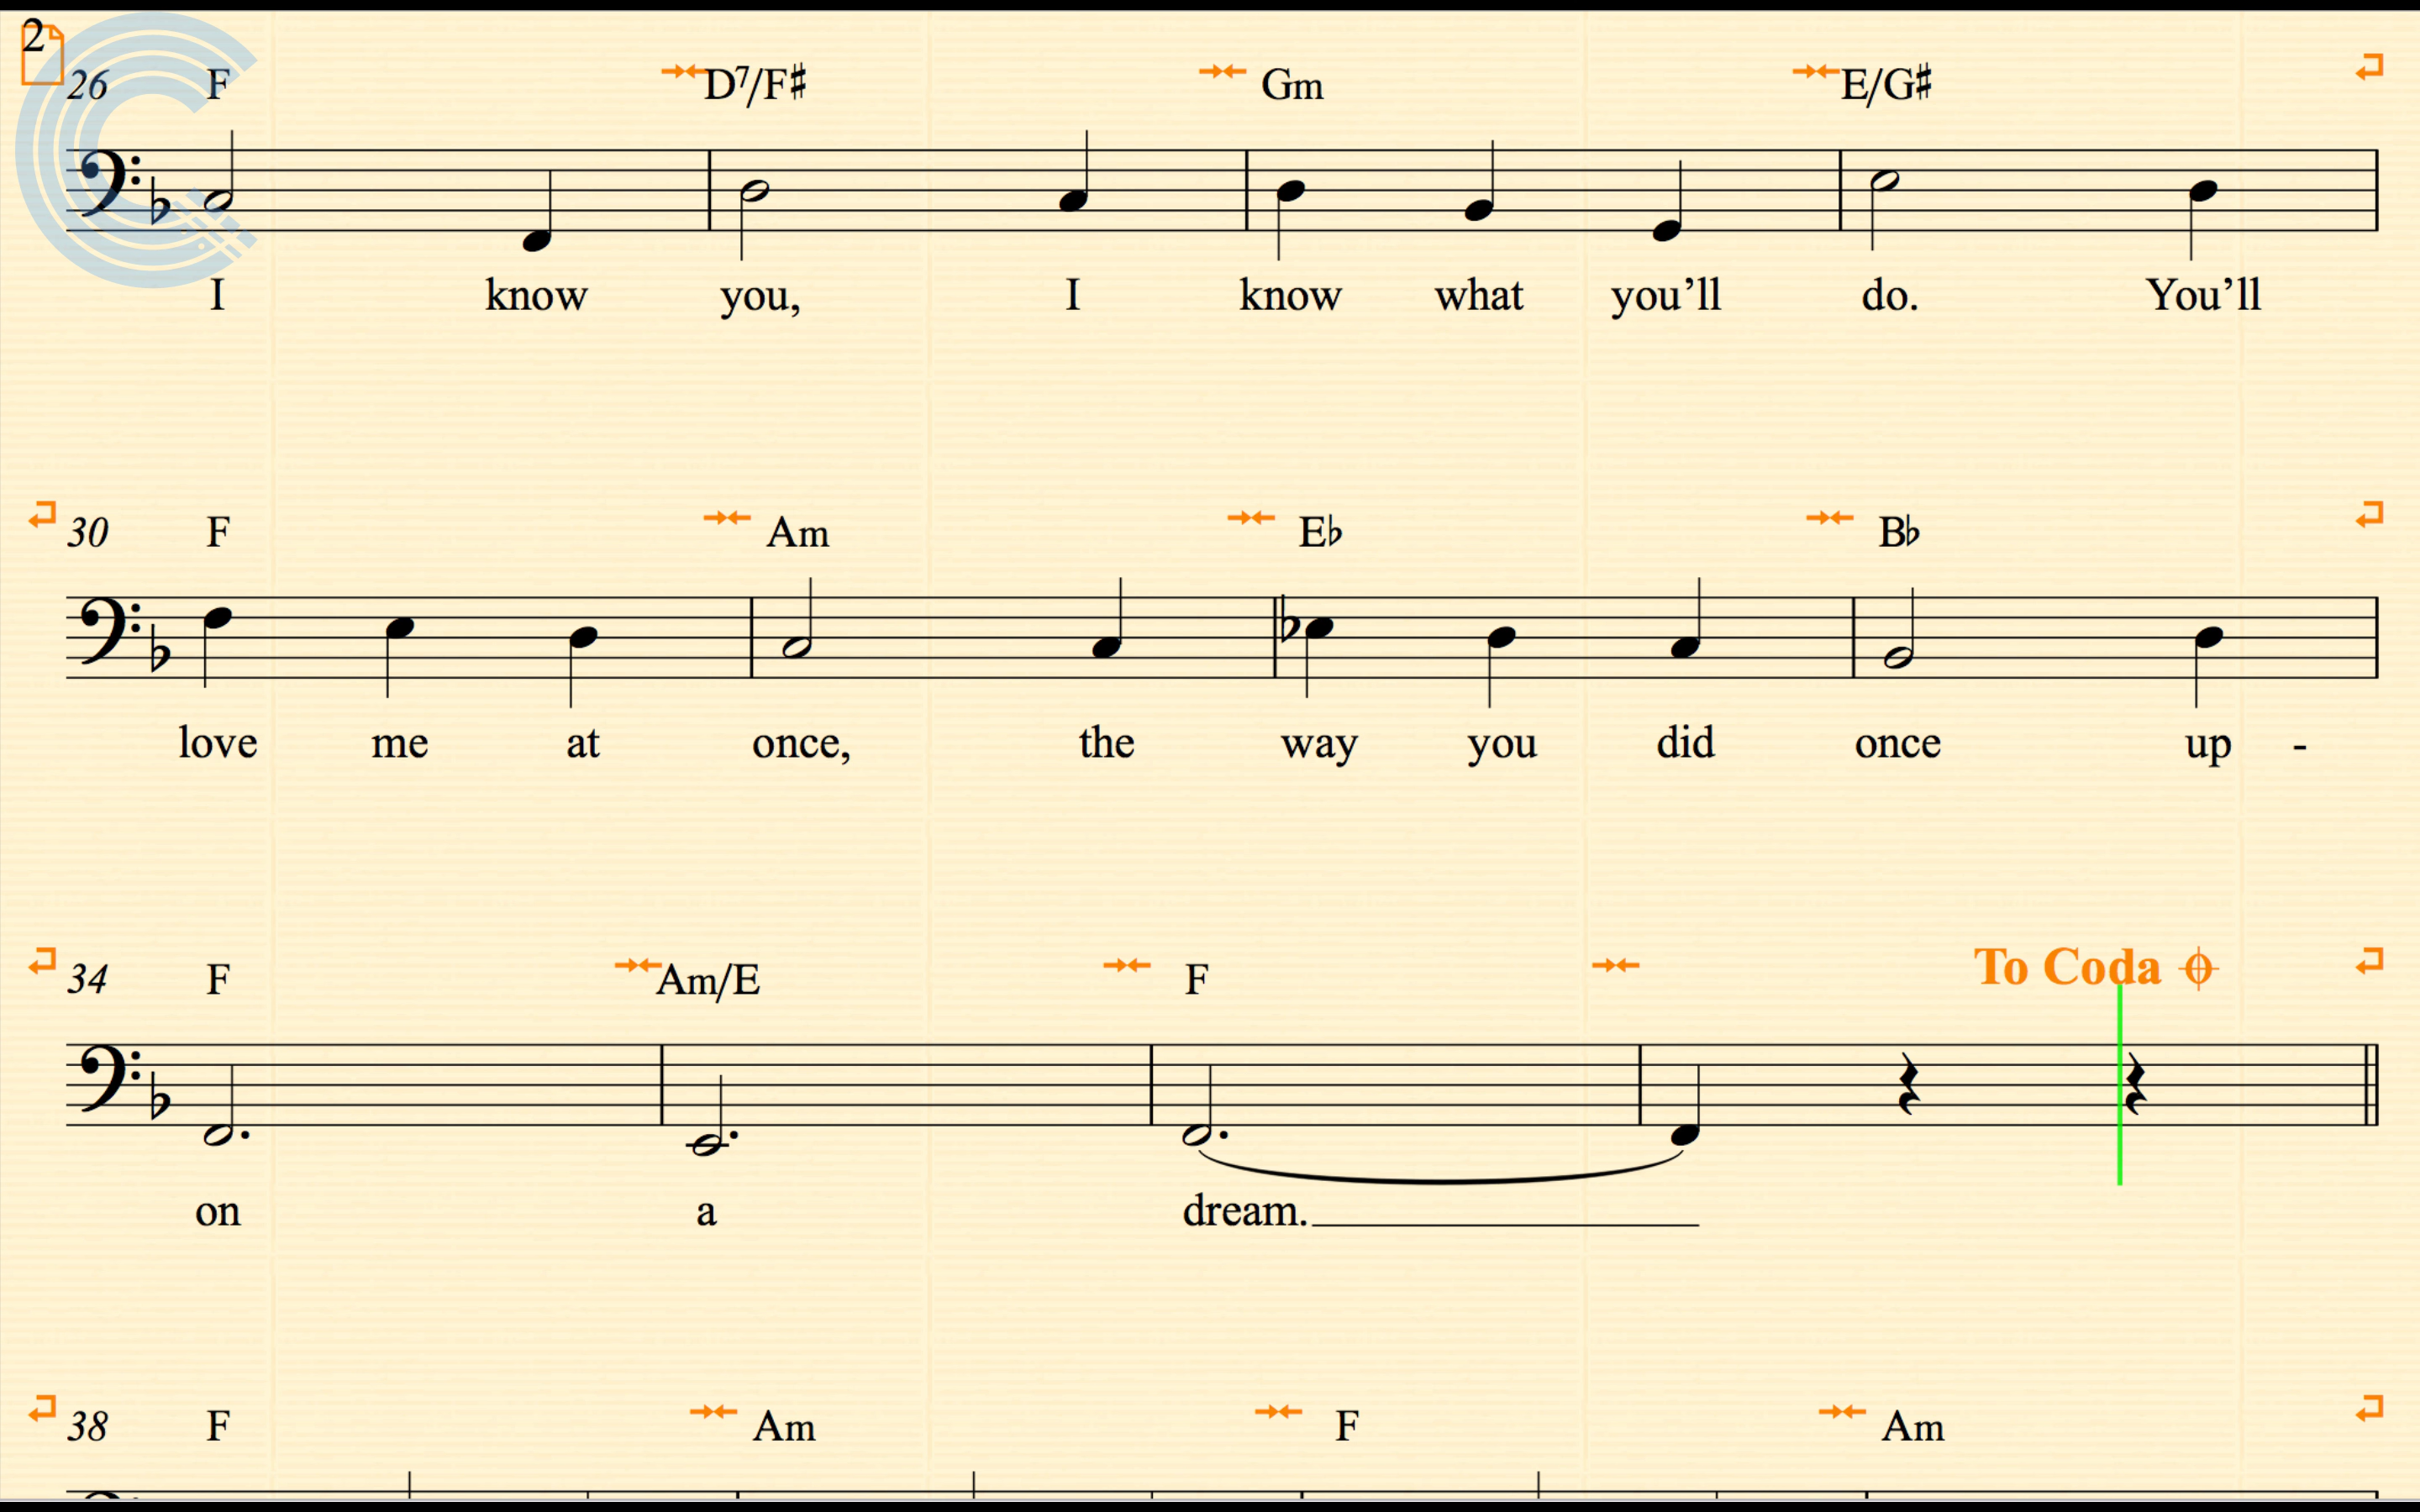 2
26 F D7/F♯ Gm E/G♯
I know you, I know what you’ll do. You’ll
30 F Am E♭ B♭
love me at once, the way you did once up -
To Coda
34 F Am/E F
on a dream.
38 F Am F Am